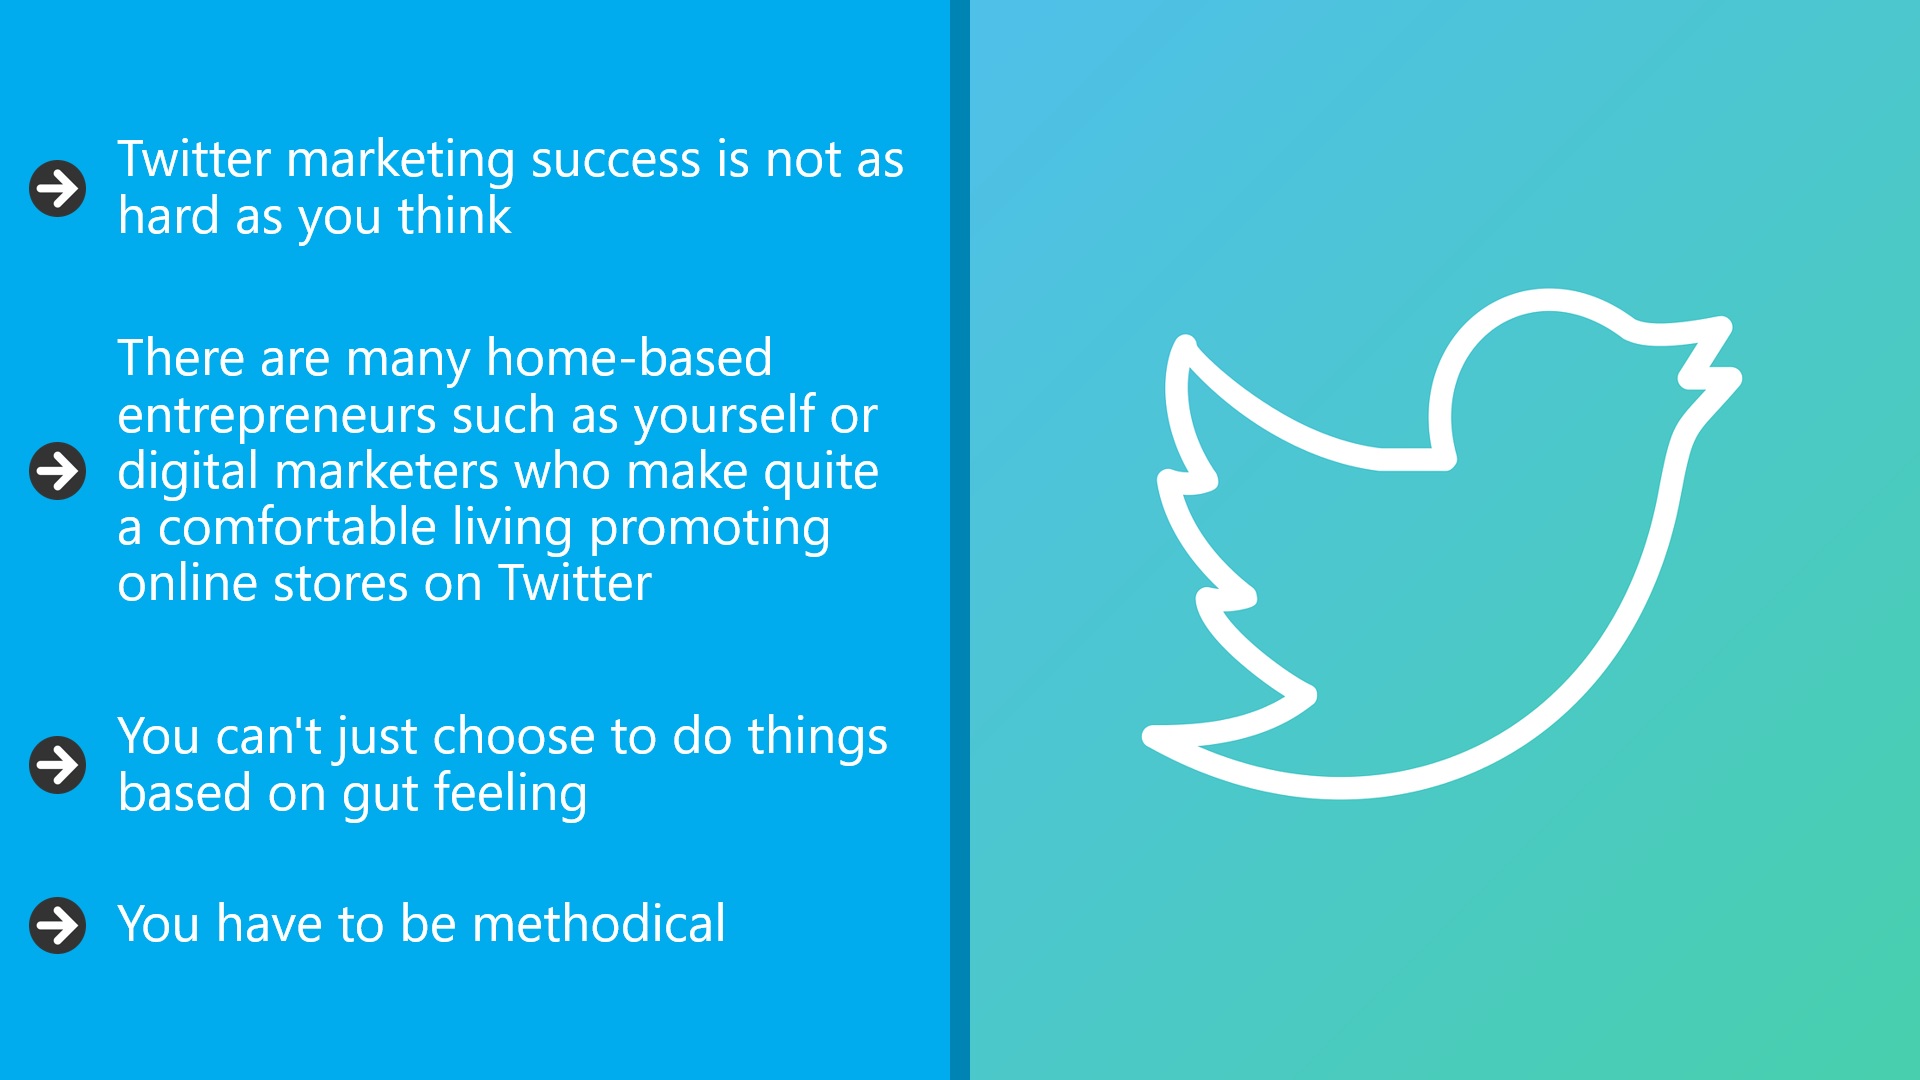 Twitter marketing success is not as
hard as you think
There are many home-based
entrepreneurs such as yourself or
digital marketers who make quite
a comfortable living promoting
online stores on Twitter
You can't just choose to do things
based on gut feeling
You have to be methodical